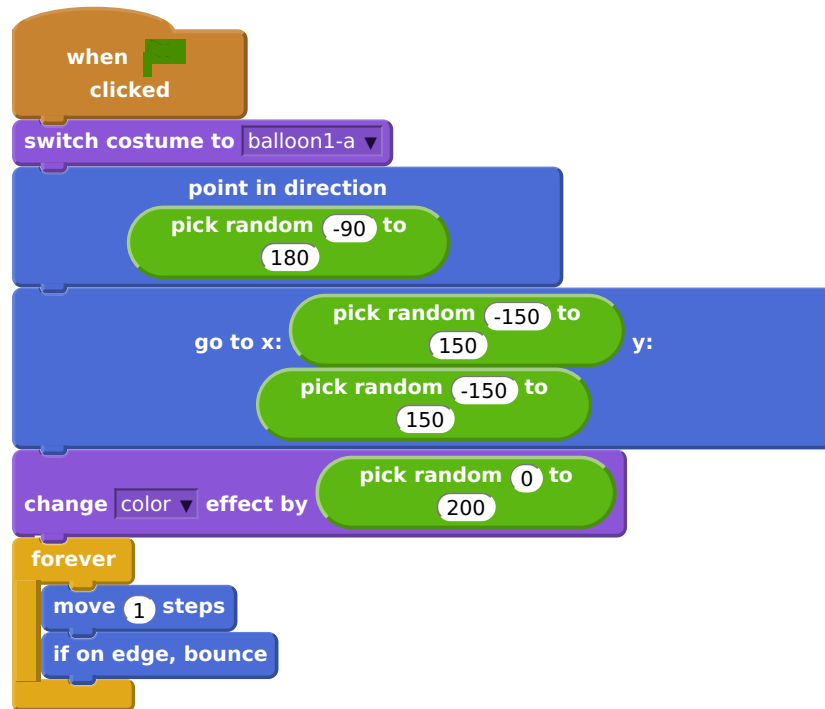 when
clicked
switch costume to balloon1-a ▼
point in direction
pick random -90 to
180
go to x: pick random -150 to
150 y:
pick random -150 to
150
change color ▼ effect by pick random 0 to
200
forever
move 1 steps
if on edge, bounce